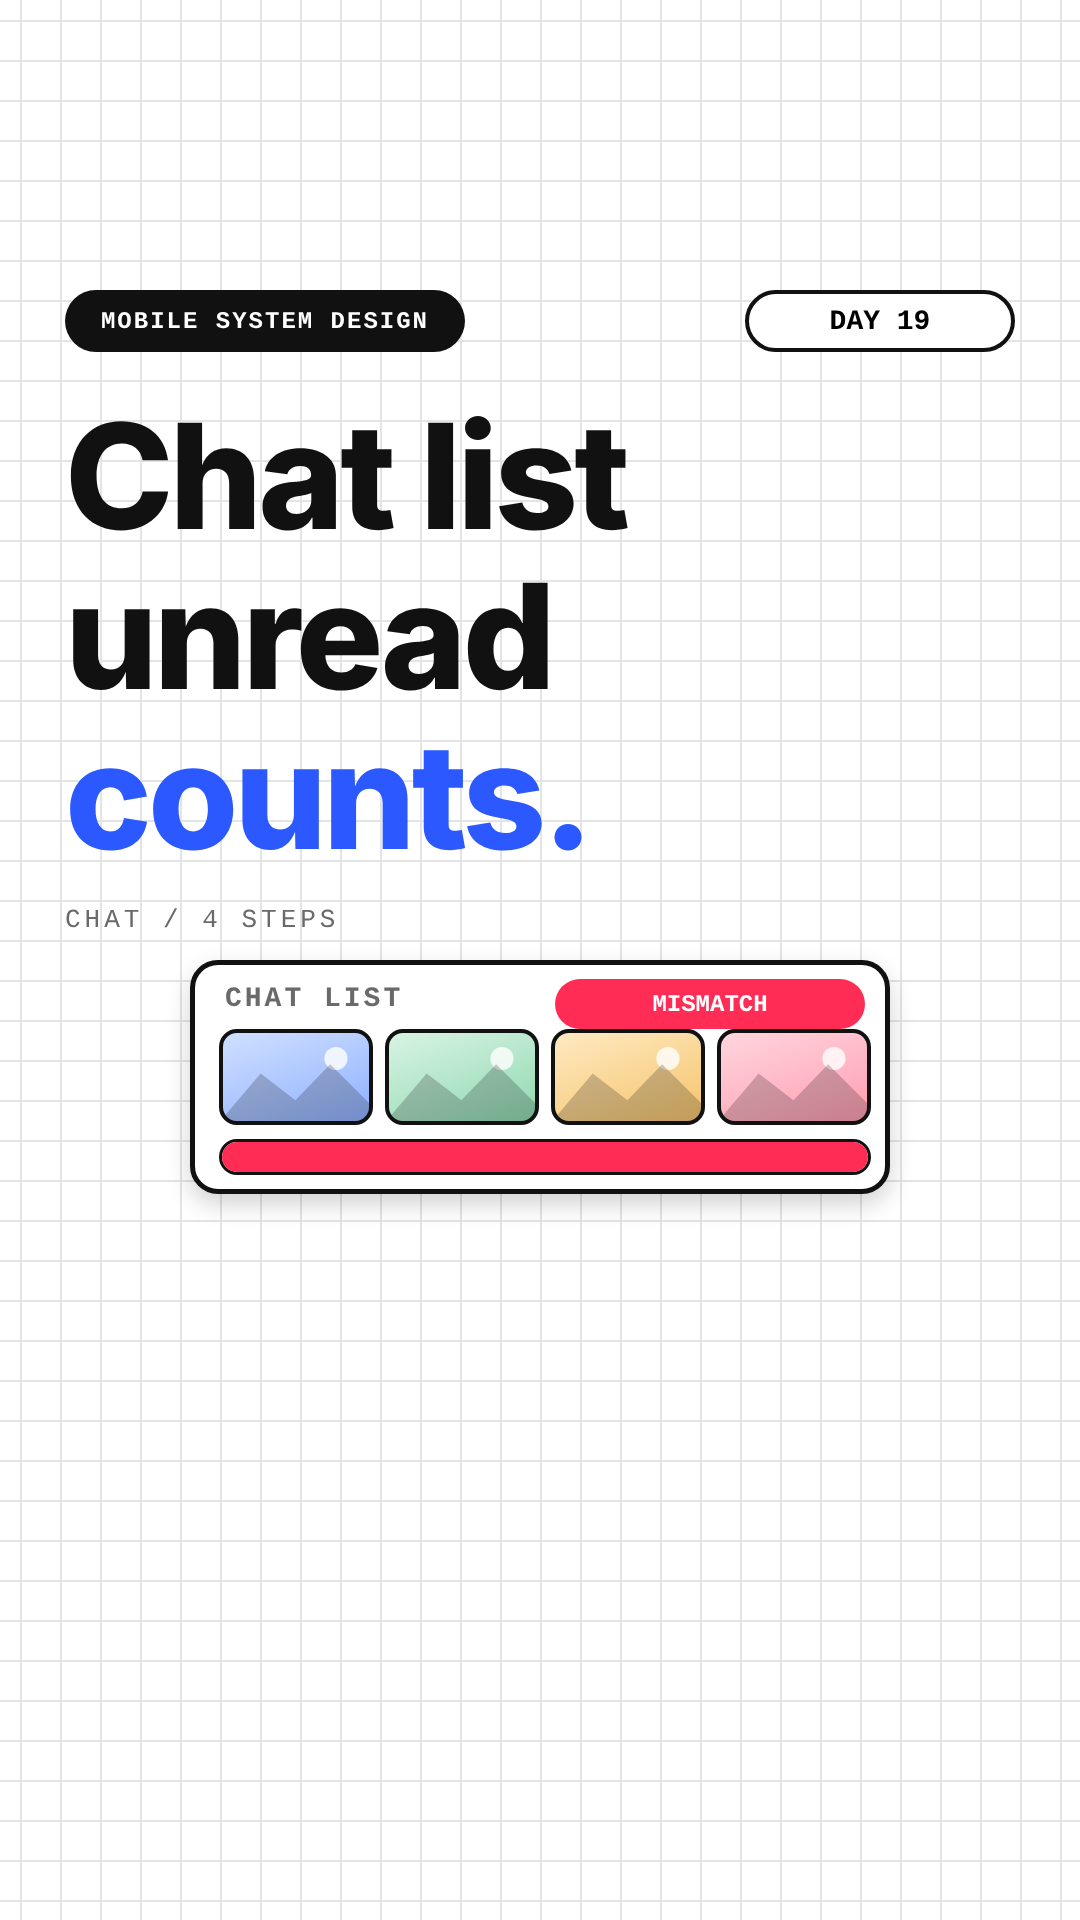 MOBILE SYSTEM DESIGN
DAY 19
Chat list
unread
counts.
CHAT / 4 STEPS
CHAT LIST
MISMATCH